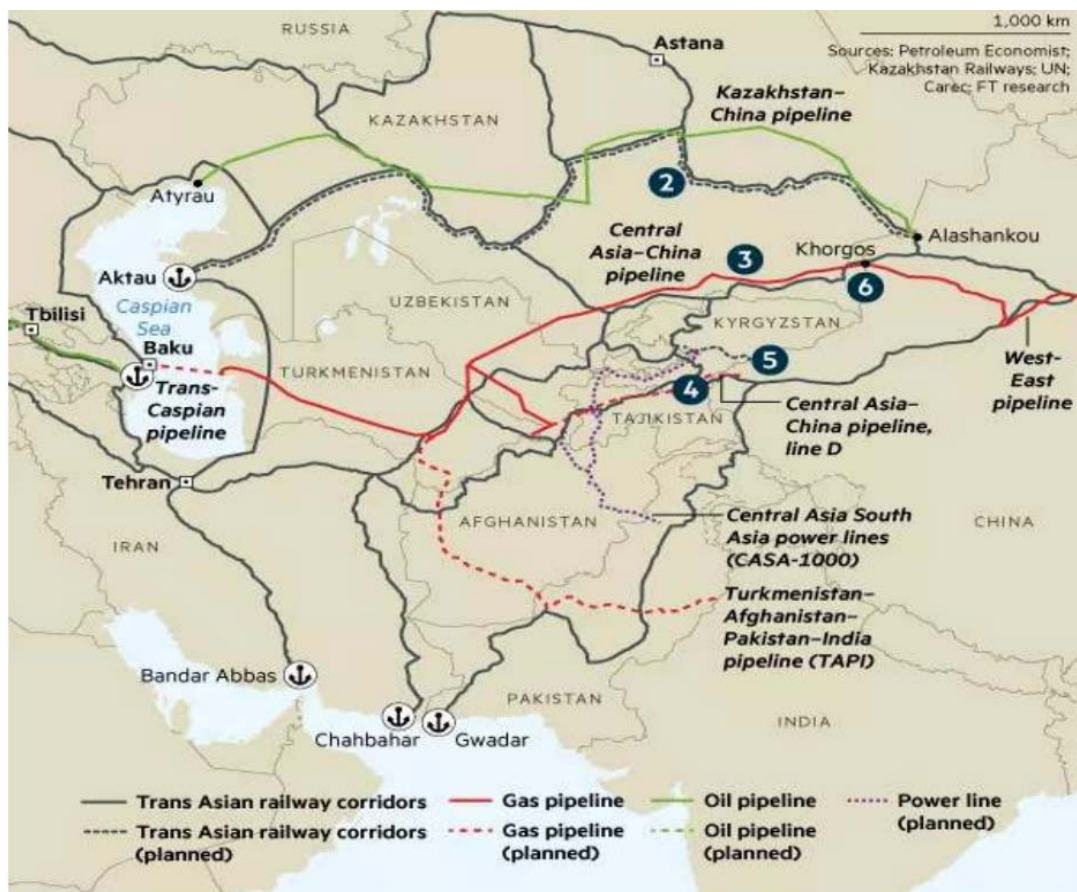 RUSSIA
1,000 km
Sources: Petroleum Economist;
Kazakhstan Railways; UN;
Carec; FT research
Astana
Kazakhstan–
China pipeline
KAZAKHSTAN
2
Atyrau
Central
Asia–China
pipeline
Khorgos
Alashankou
3
6
Aktau
Caspian
Sea
UZBEKISTAN
Tbilisi
KYRGYZSTAN
Baku
5
West-
East
pipeline
Trans-
Caspian
pipeline
TURKMENISTAN
4
TAJIKISTAN
Central Asia–
China pipeline,
line D
Tehran
AFGHANISTAN
Central Asia South
Asia power lines
(CASA-1000)
CHINA
IRAN
Turkmenistan–
Afghanistan–
Pakistan–India
pipeline (TAPI)
Bandar Abbas
PAKISTAN
INDIA
Chahbahar
Gwadar
Trans Asian railway corridors
Gas pipeline
Oil pipeline
Power line
(planned)
Trans Asian railway corridors
(planned)
Gas pipeline
(planned)
Oil pipeline
(planned)